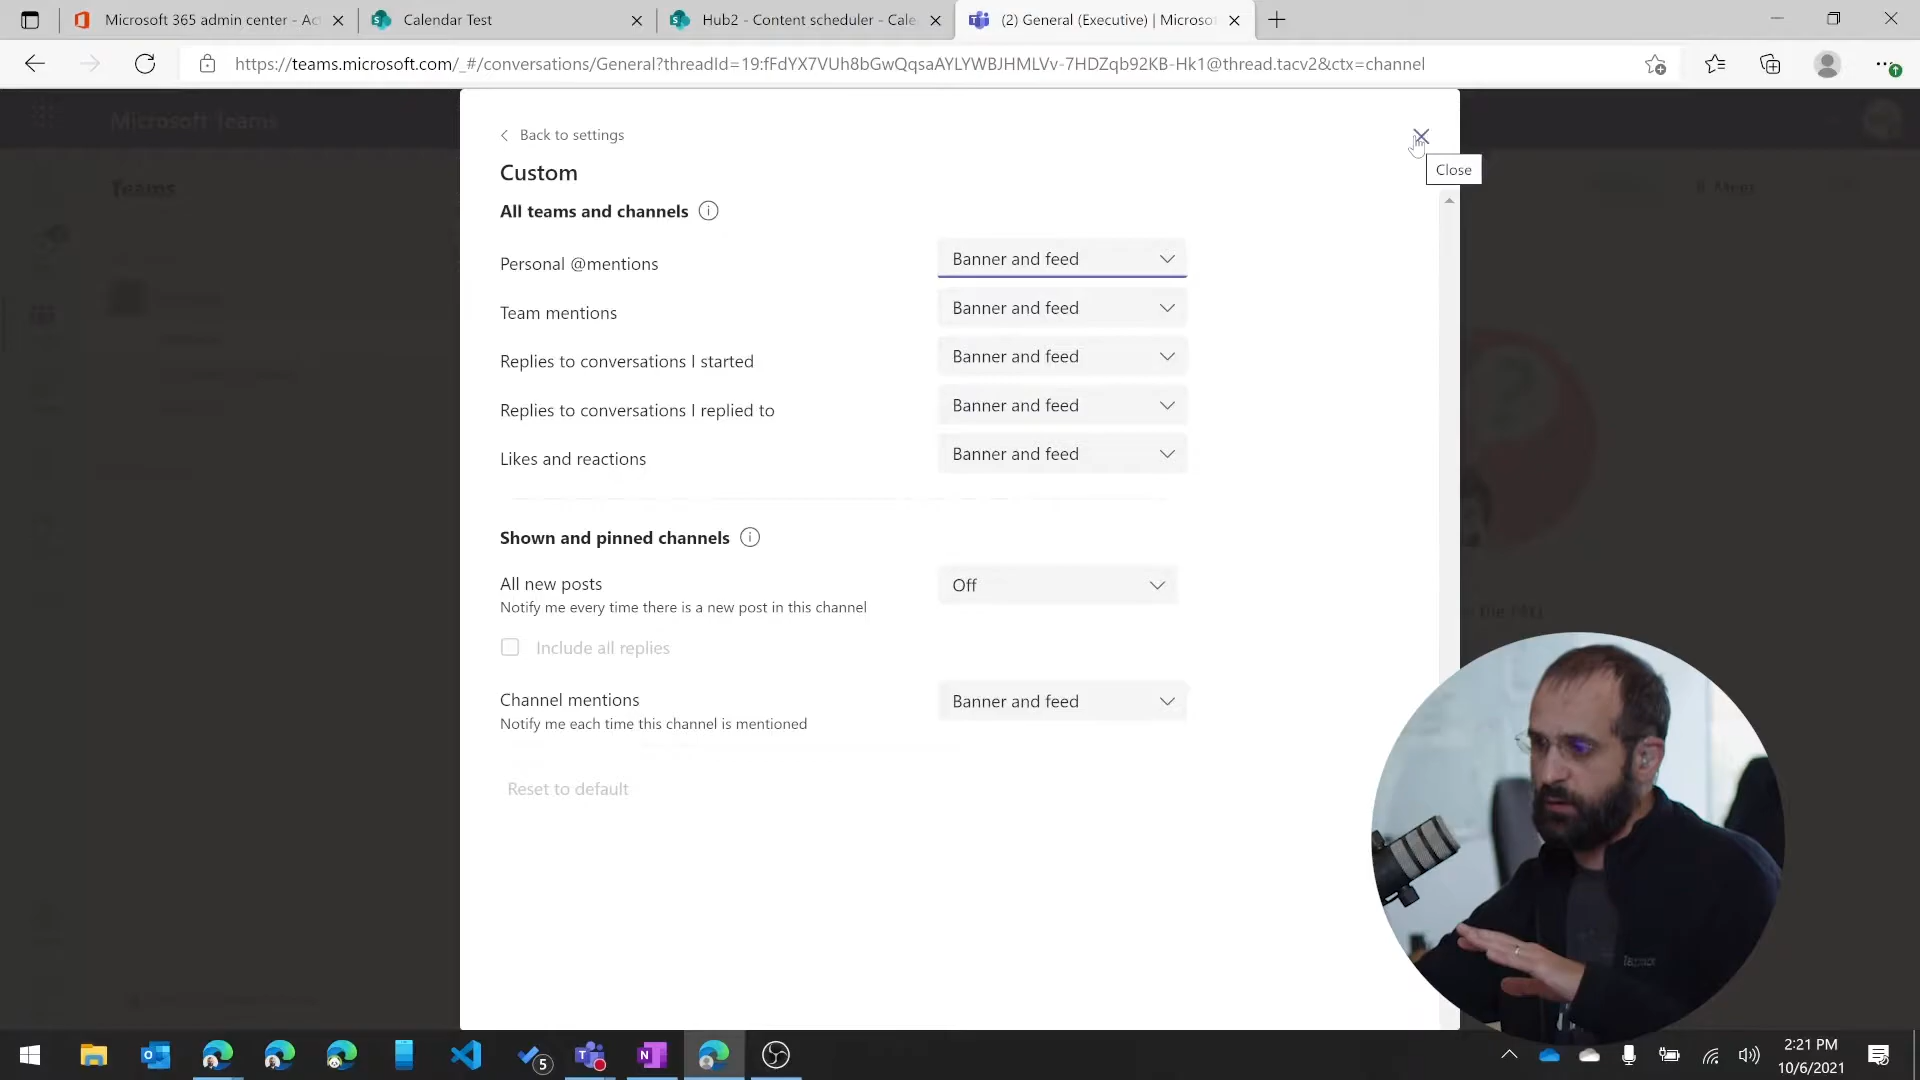 Microsoft 365 admin center - Ac
Calendar Test
Hub2 - Content scheduler - Cale
(2) General (Executive) | Microso
https://teams.microsoft.com/_#/conversations/General?threadId=19:fFdYX7VUh8bGwQqsaAYLYWBJHMLVv-7HDZqb92KB-Hk1@thread.tacv2&ctx=channel
Microsoft Teams
Teams
Meet
Back to settings
Close
Custom
All teams and channels
Personal @mentions
Banner and feed
Team mentions
Banner and feed
Replies to conversations I started
Banner and feed
Replies to conversations I replied to
Banner and feed
Likes and reactions
Banner and feed
Shown and pinned channels
All new posts
Off
Notify me every time there is a new post in this channel
Include all replies
Channel mentions
Banner and feed
Notify me each time this channel is mentioned
Reset to default
5
2:21 PM
10/6/2021